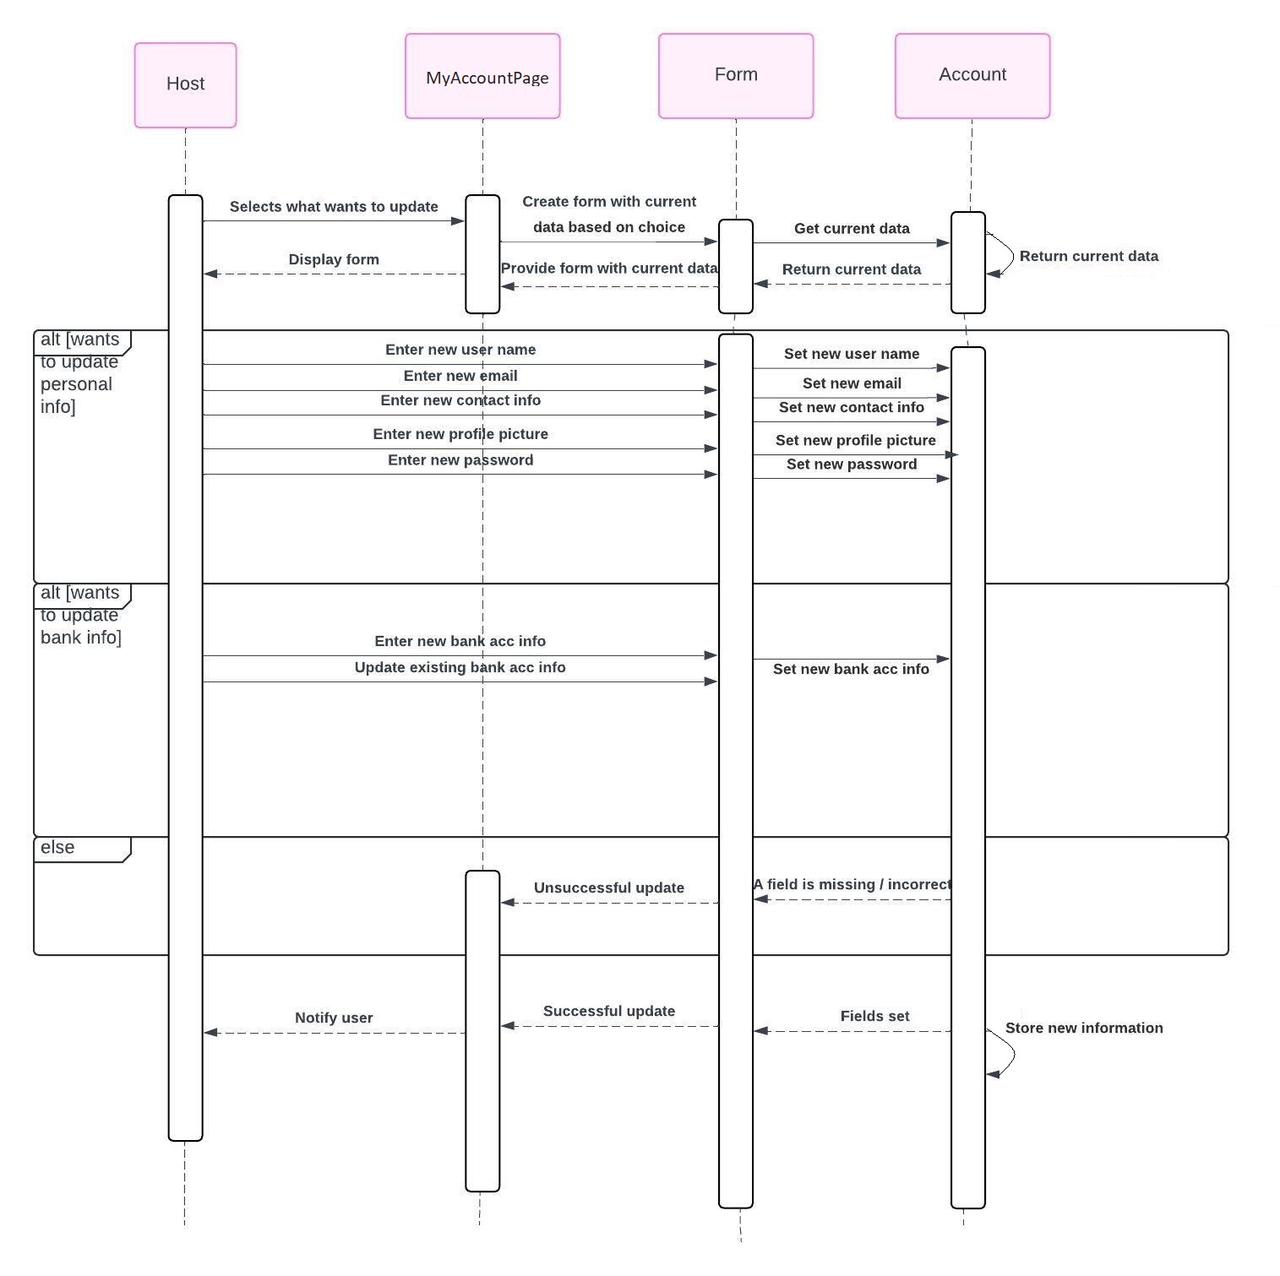 Host
MyAccountPage
Form
Account
Selects what wants to update
Create form with current
data based on choice
Get current data
Return current data
Display form
Provide form with current data
Return current data
alt [wants
to update
personal
info]
Enter new user name
Set new user name
Enter new email
Set new email
Enter new contact info
Set new contact info
Enter new profile picture
Set new profile picture
Enter new password
Set new password
alt [wants
to update
bank info]
Enter new bank acc info
Update existing bank acc info
Set new bank acc info
else
Unsuccessful update
A field is missing / incorrect
Notify user
Successful update
Fields set
Store new information